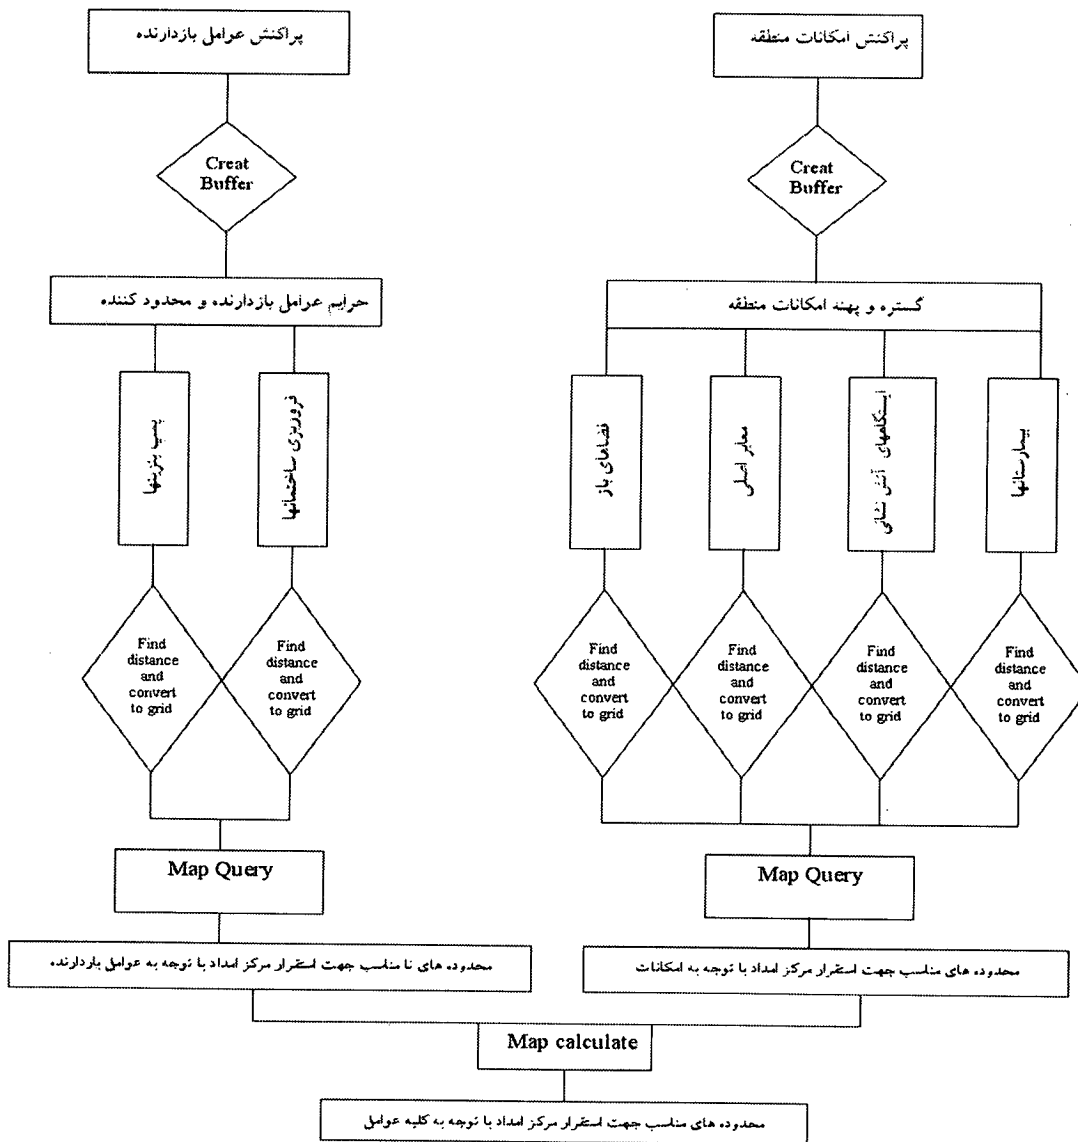 پراکنش امکانات منطقه
پراکنش عوامل بازدارنده
Creat
Buffer
Creat
Buffer
گستره و پهنه امکانات منطقه
حرایم عوامل بازدارنده و محدود کننده
بیمارستانها
ایستگاههای آتش نشانی
معابر اصلی
فضاهای باز
فروریزی ساختمانها
پمپ بنزینها
Find
distance
and
convert
to grid
Find
distance
and
convert
to grid
Find
distance
and
convert
to grid
Find
distance
and
convert
to grid
Find
distance
and
convert
to grid
Find
distance
and
convert
to grid
Map Query
Map Query
محدوده های مناسب جهت استقرار مرکز امداد با توجه به امکانات
محدوده های نا مناسب جهت استقرار مرکز امداد با توجه به عوامل بازدارنده
Map calculate
محدوده های مناسب جهت استقرار مرکز امداد با توجه به کلیه عوامل